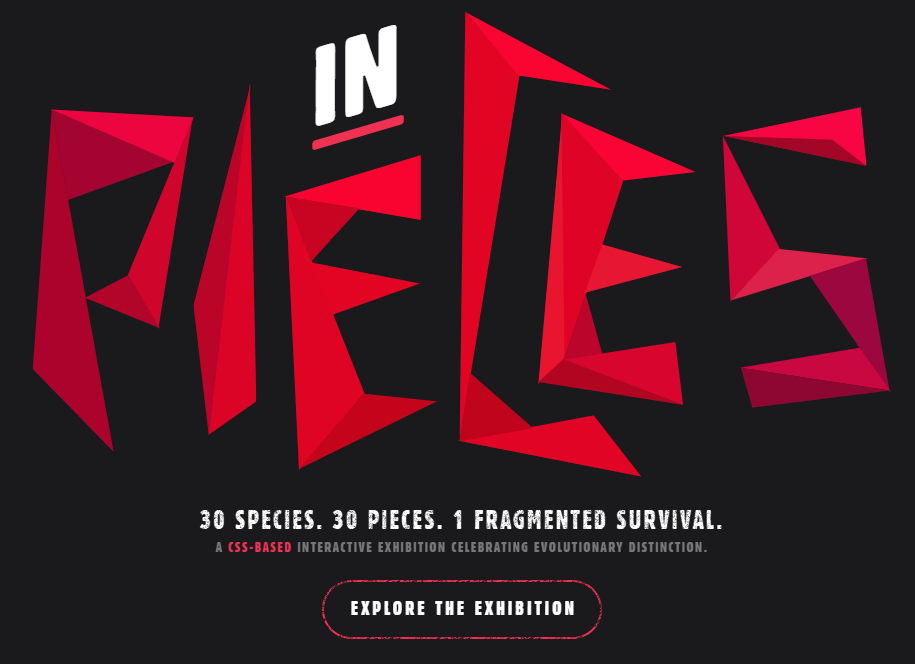 IN
PIECES
30 SPECIES. 30 PIECES. 1 FRAGMENTED SURVIVAL.
A CSS-BASED INTERACTIVE EXHIBITION CELEBRATING EVOLUTIONARY DISTINCTION.
EXPLORE THE EXHIBITION